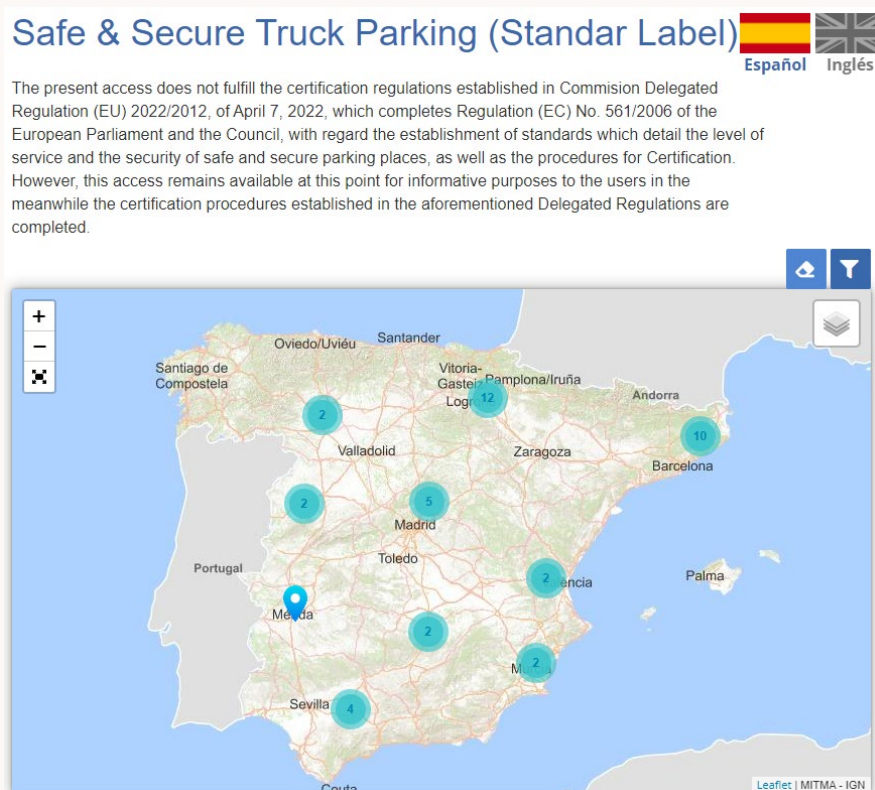 Safe & Secure Truck Parking (Standar Label)
Español Inglés
The present access does not fulfill the certification regulations established in Commision Delegated
Regulation (EU) 2022/2012, of April 7, 2022, which completes Regulation (EC) No. 561/2006 of the
European Parliament and the Council, with regard the establishment of standards which detail the level of
service and the security of safe and secure parking places, as well as the procedures for Certification.
However, this access remains available at this point for informative purposes to the users in the
meanwhile the certification procedures established in the aforementioned Delegated Regulations are
completed.
+
−
Oviedo/Uviéu
Santander
Santiago de
Compostela
Vitoria-
Gasteiz
Pamplona/Iruña
Logr
12
Andorra
2
10
Valladolid
Zaragoza
Barcelona
2
5
Madrid
Portugal
Toledo
2
encia
Palma
Mérida
2
Murcia
2
Sevilla
4
Ceuta
Leaflet | MITMA - IGN